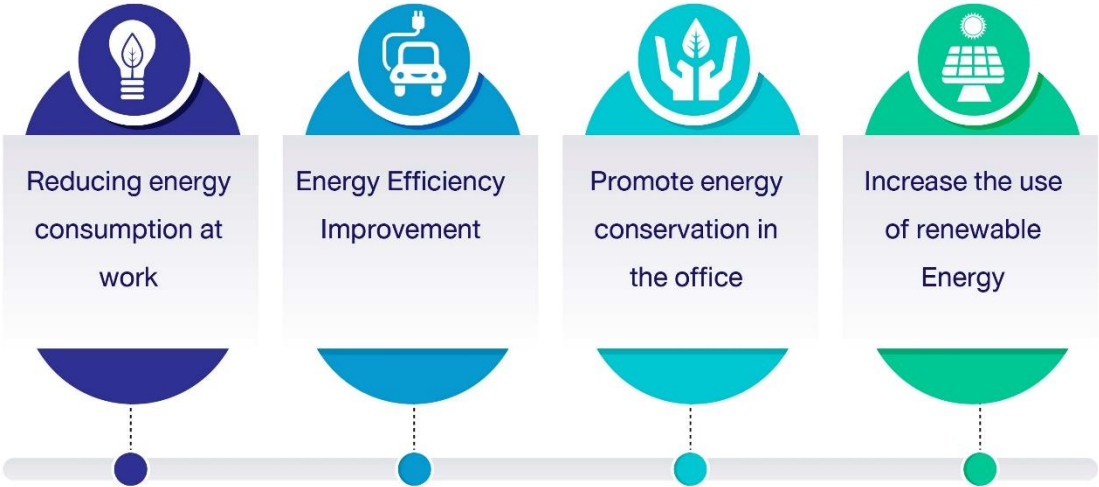 Reducing energy
consumption at
work
Energy Efficiency
Improvement
Promote energy
conservation in
the office
Increase the use
of renewable
Energy